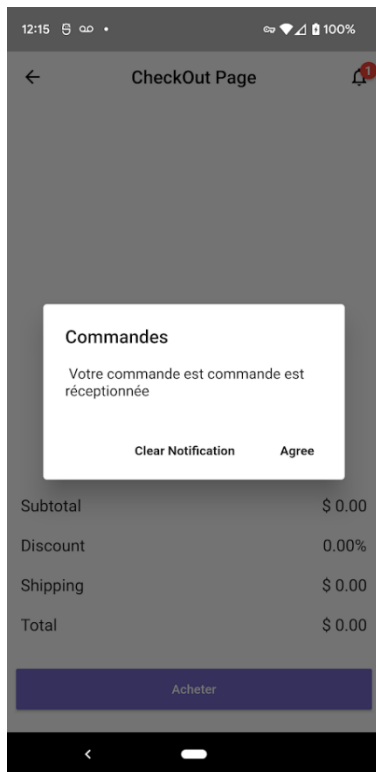 12:15 100%
CheckOut Page 1
Commandes
Votre commande est commande est
réceptionnée
Clear Notification Agree
Subtotal $ 0.00
Discount 0.00%
Shipping $ 0.00
Total $ 0.00
Acheter